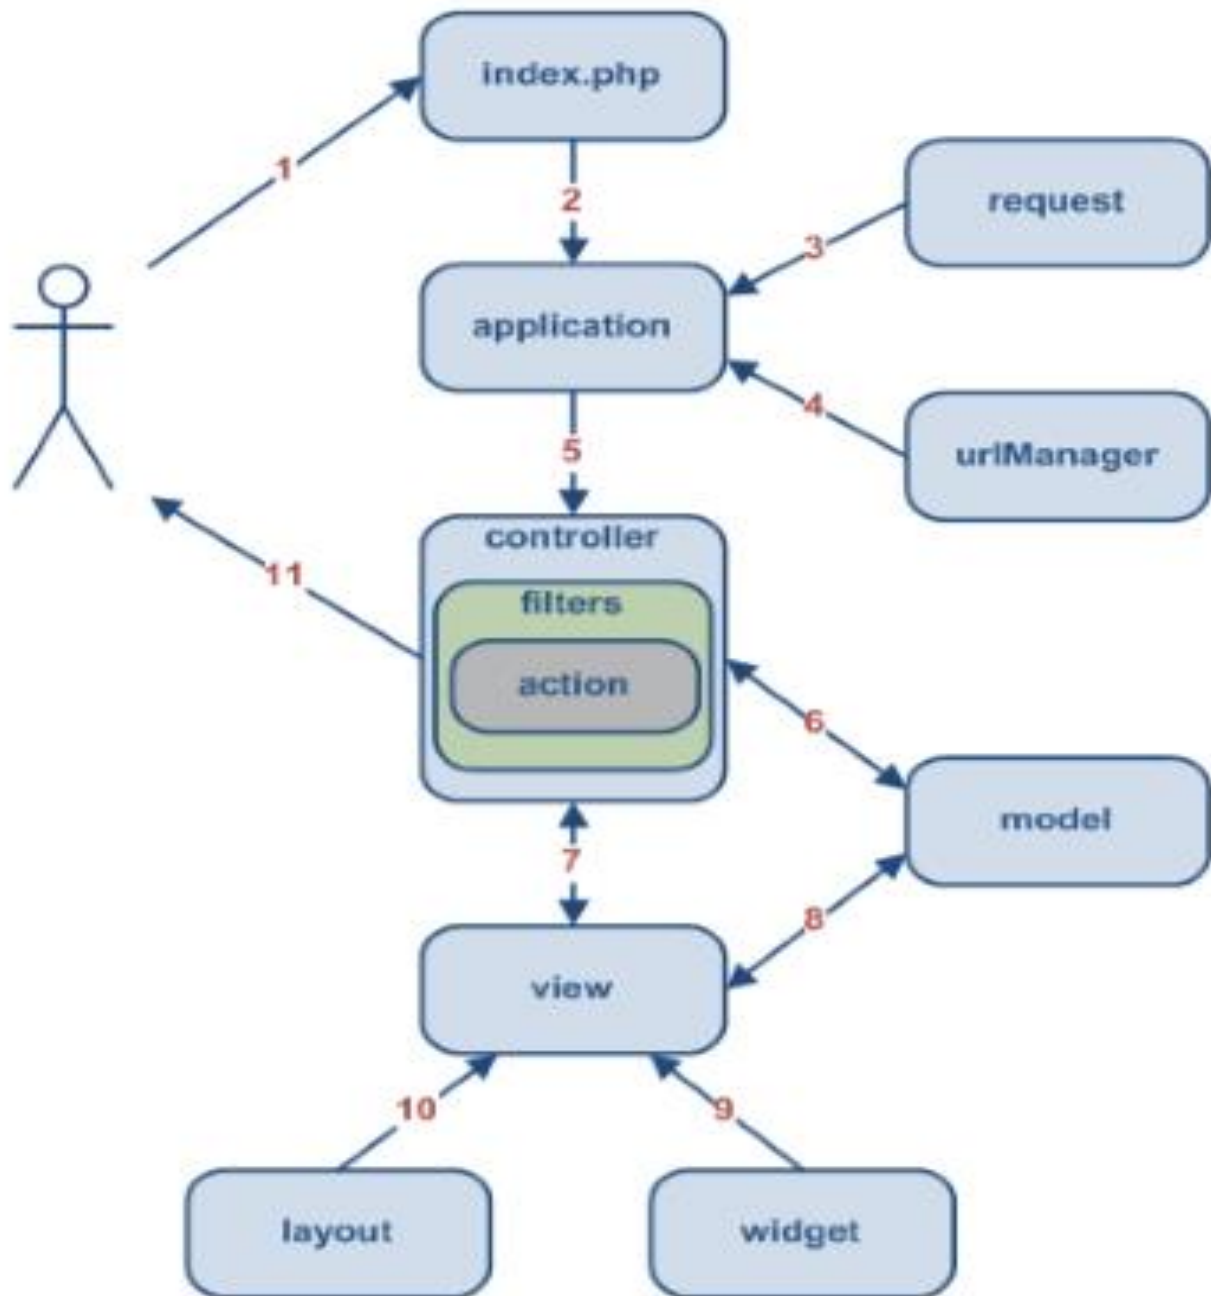 index.php
1
2
request
3
application
4
urlManager
5
controller
filters
action
11
6
model
7
8
view
10
9
layout
widget